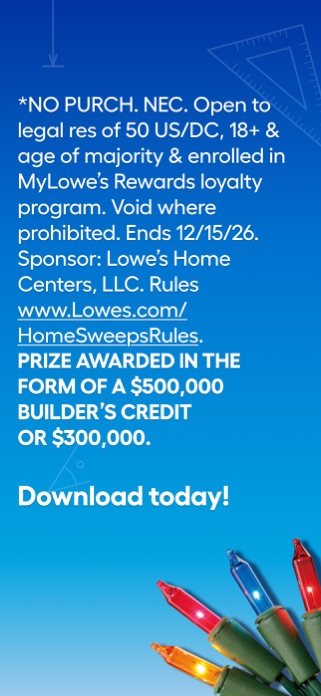 *NO PURCH. NEC. Open to
legal res of 50 US/DC, 18+ &
age of majority & enrolled in
MyLowe's Rewards loyalty
program. Void where
prohibited. Ends 12/15/26.
Sponsor: Lowe's Home
Centers, LLC. Rules
www.Lowes.com/
HomeSweepsRules.
PRIZE AWARDED IN THE
FORM OF A $500,000
BUILDER'S CREDIT
OR $300,000.
Download today!